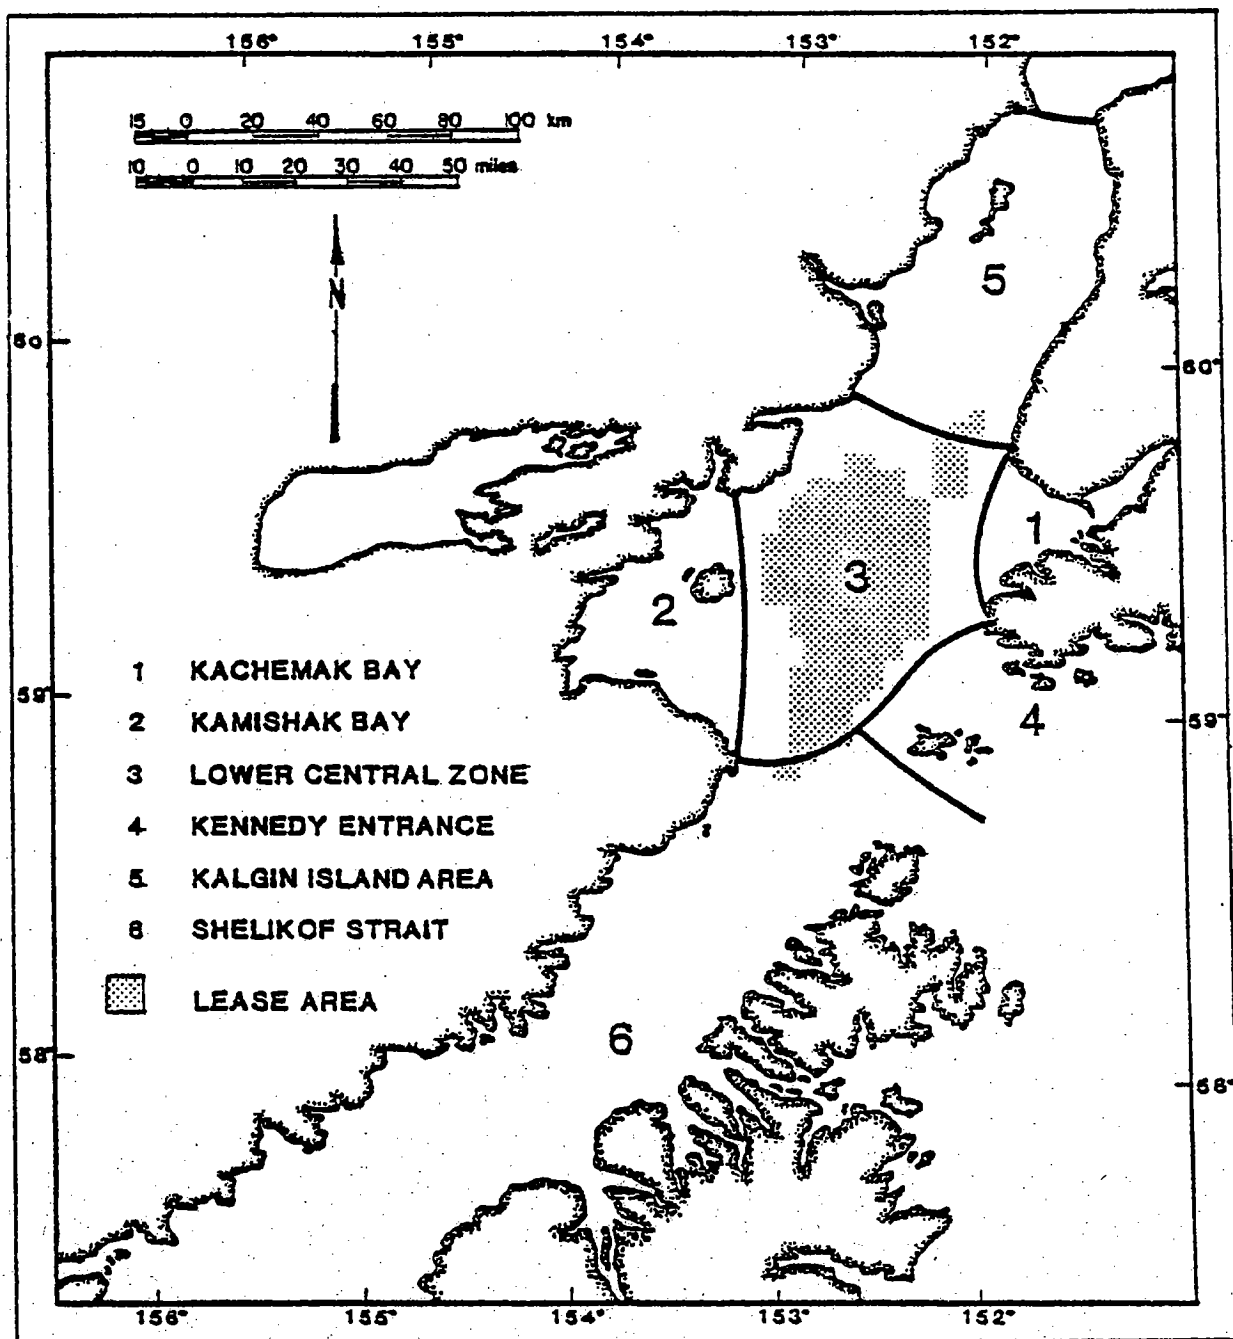 156° 155° 154° 153° 152°
15 0 20 40 60 80 100 km
10 0 10 20 30 40 50 miles
N
5
60
60°
1
3
2
1 KACHEMAK BAY
2 KAMISHAK BAY
59°
59°
4
3 LOWER CENTRAL ZONE
4 KENNEDY ENTRANCE
5 KALGIN ISLAND AREA
6 SHELIKOF STRAIT
LEASE AREA
6
58°
58°
156° 155° 154° 153° 152°